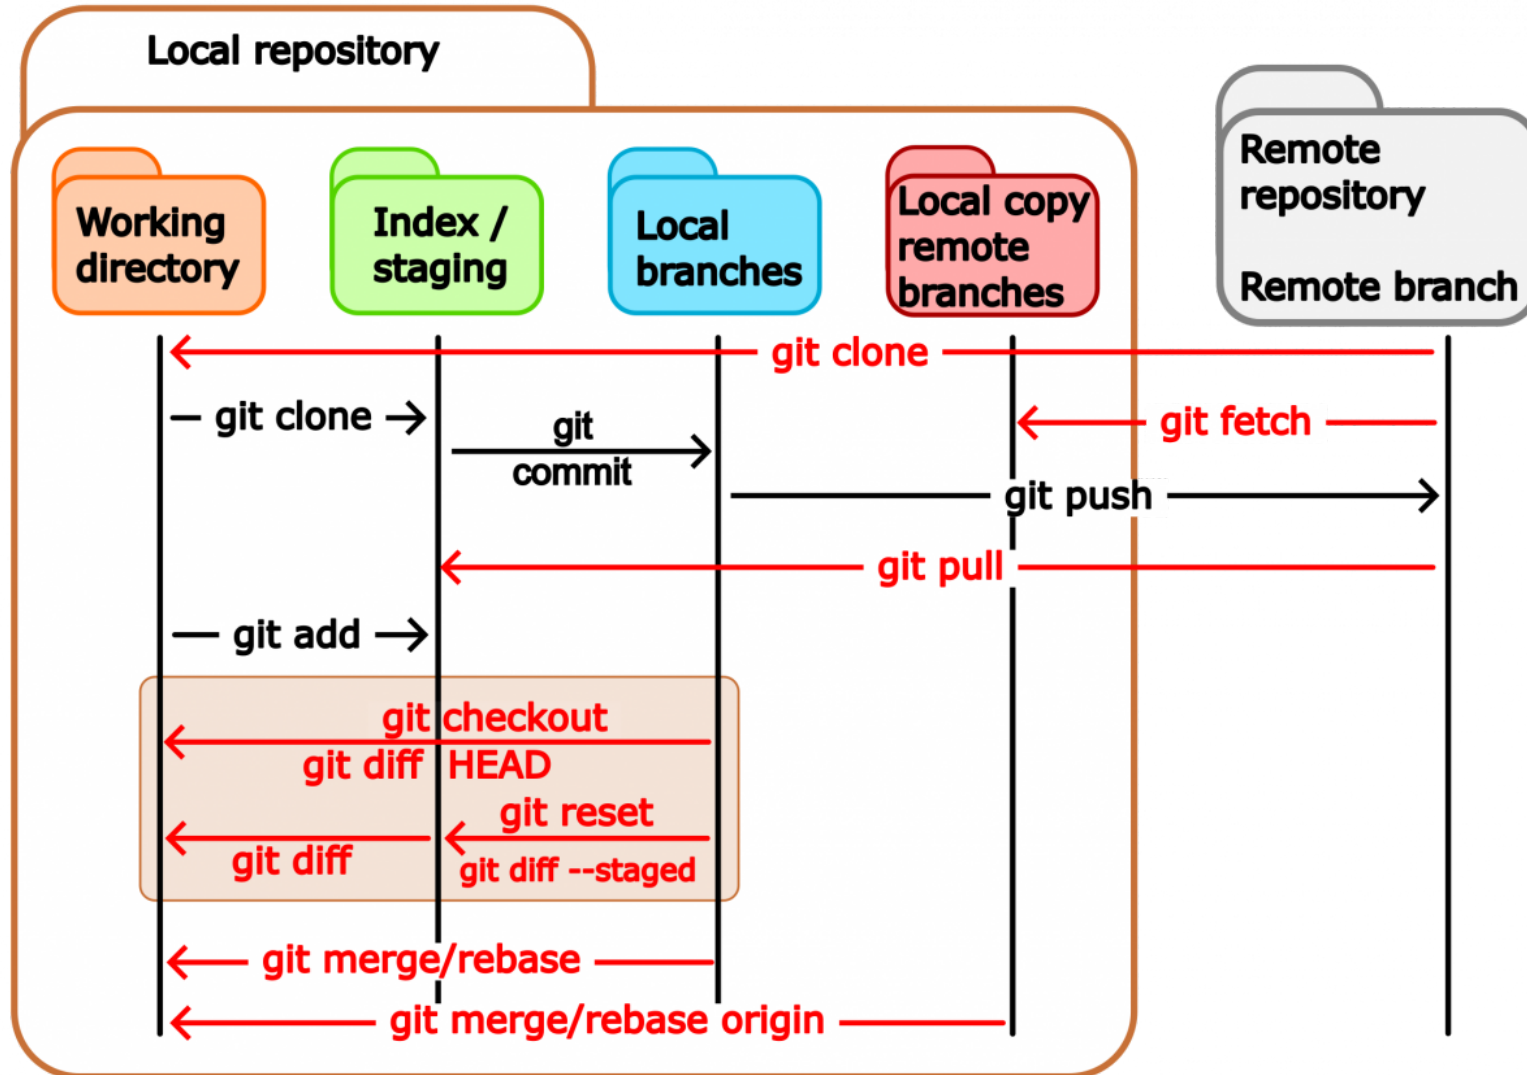 Local repository
Working
directory
Index /
staging
Local
branches
Local copy
remote
branches
Remote
repository
Remote branch
git clone
git clone
git
commit
git fetch
git push
git pull
git add
git checkout
git diff HEAD
git reset
git diff
git diff --staged
git merge/rebase
git merge/rebase origin